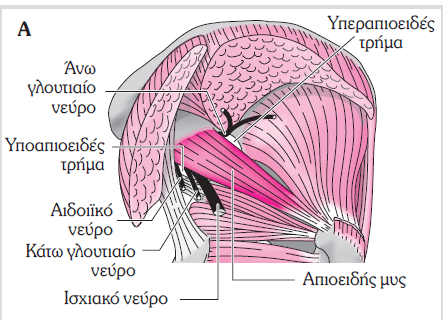 A
Υπεραπιοειδές
τρήμα
Άνω
γλουτιαίο
νεύρο
Υποαπιοειδές
τρήμα
Αιδοιϊκό
νεύρο
Κάτω γλουτιαίο
νεύρο
Ισχιακό νεύρο
Απιοειδής μυς